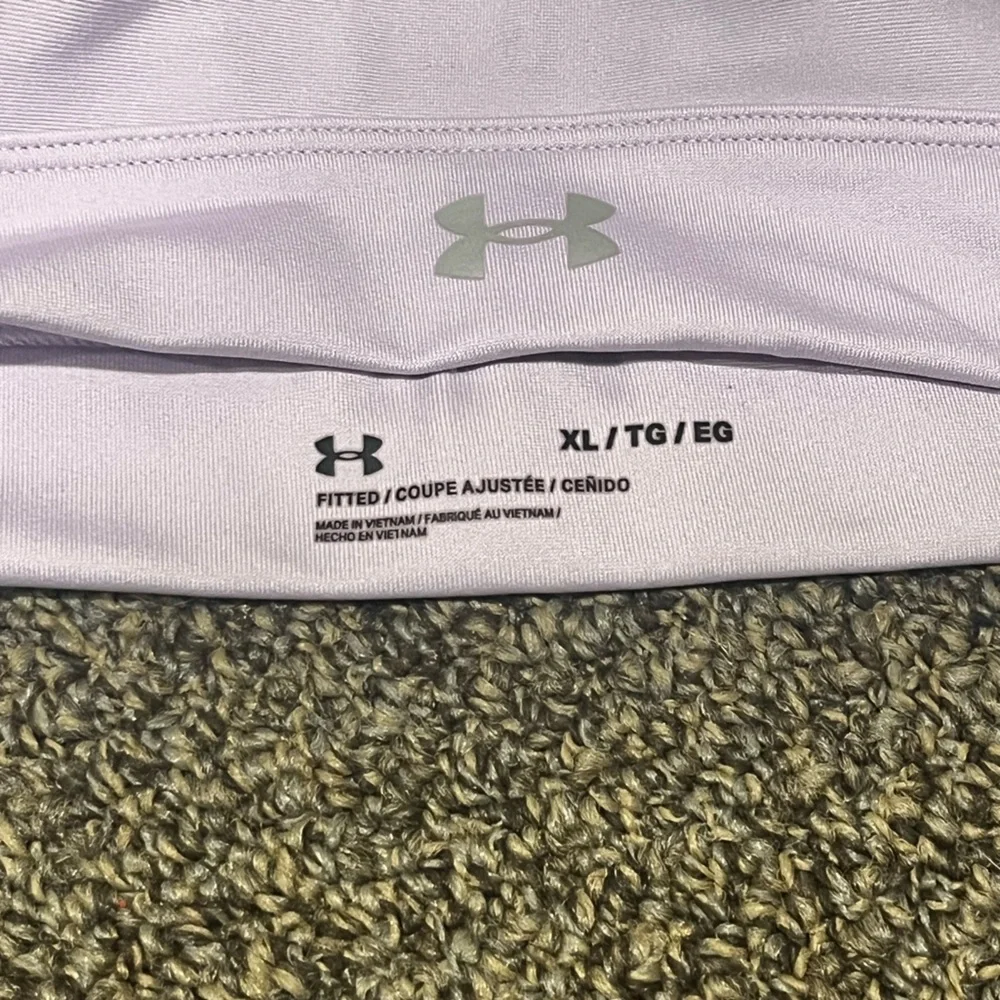 XL / TG / EG
FITTED / COUPE AJUSTÉE / CEÑIDO
MADE IN VIETNAM / FABRIQUÉ AU VIETNAM /
HECHO EN VIETNAM